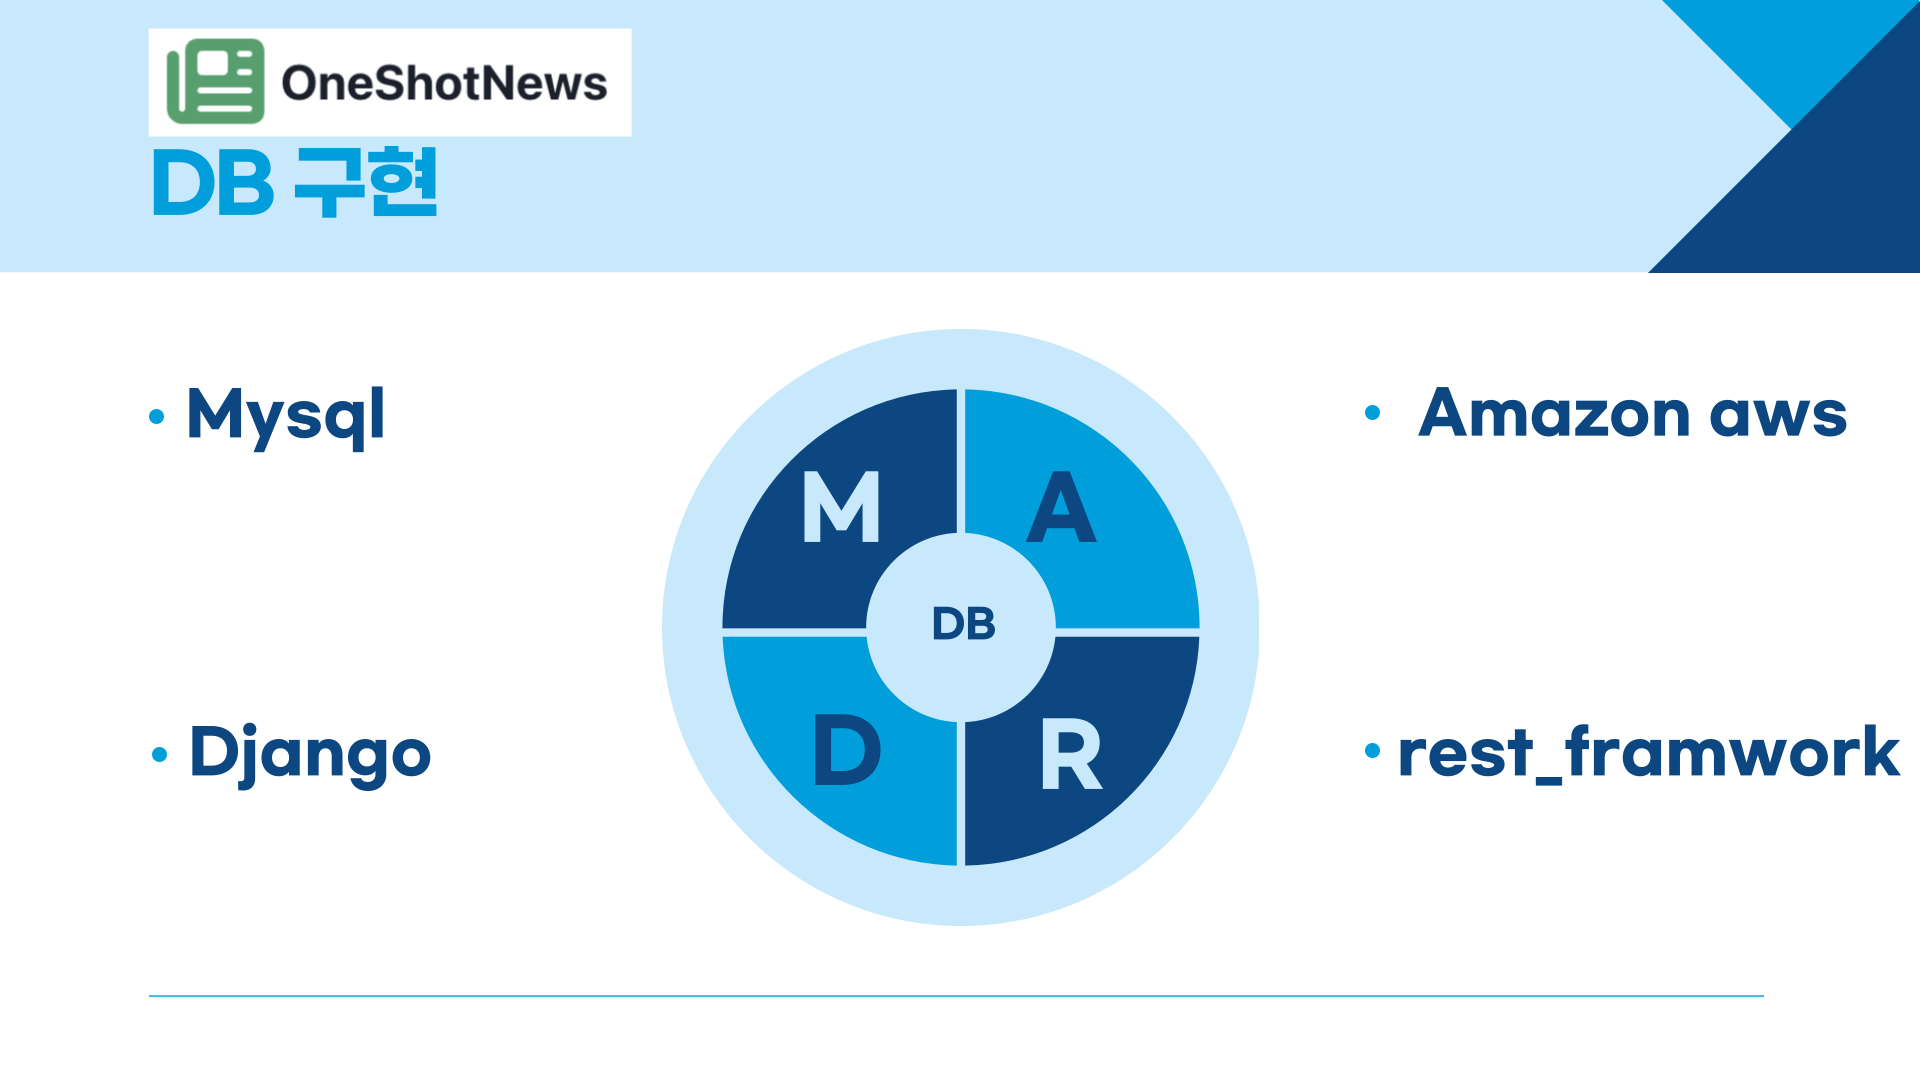 OneShotNews
DB 구현
• Mysql
• Amazon aws
M
A
DB
D
R
• Django
• rest_framwork